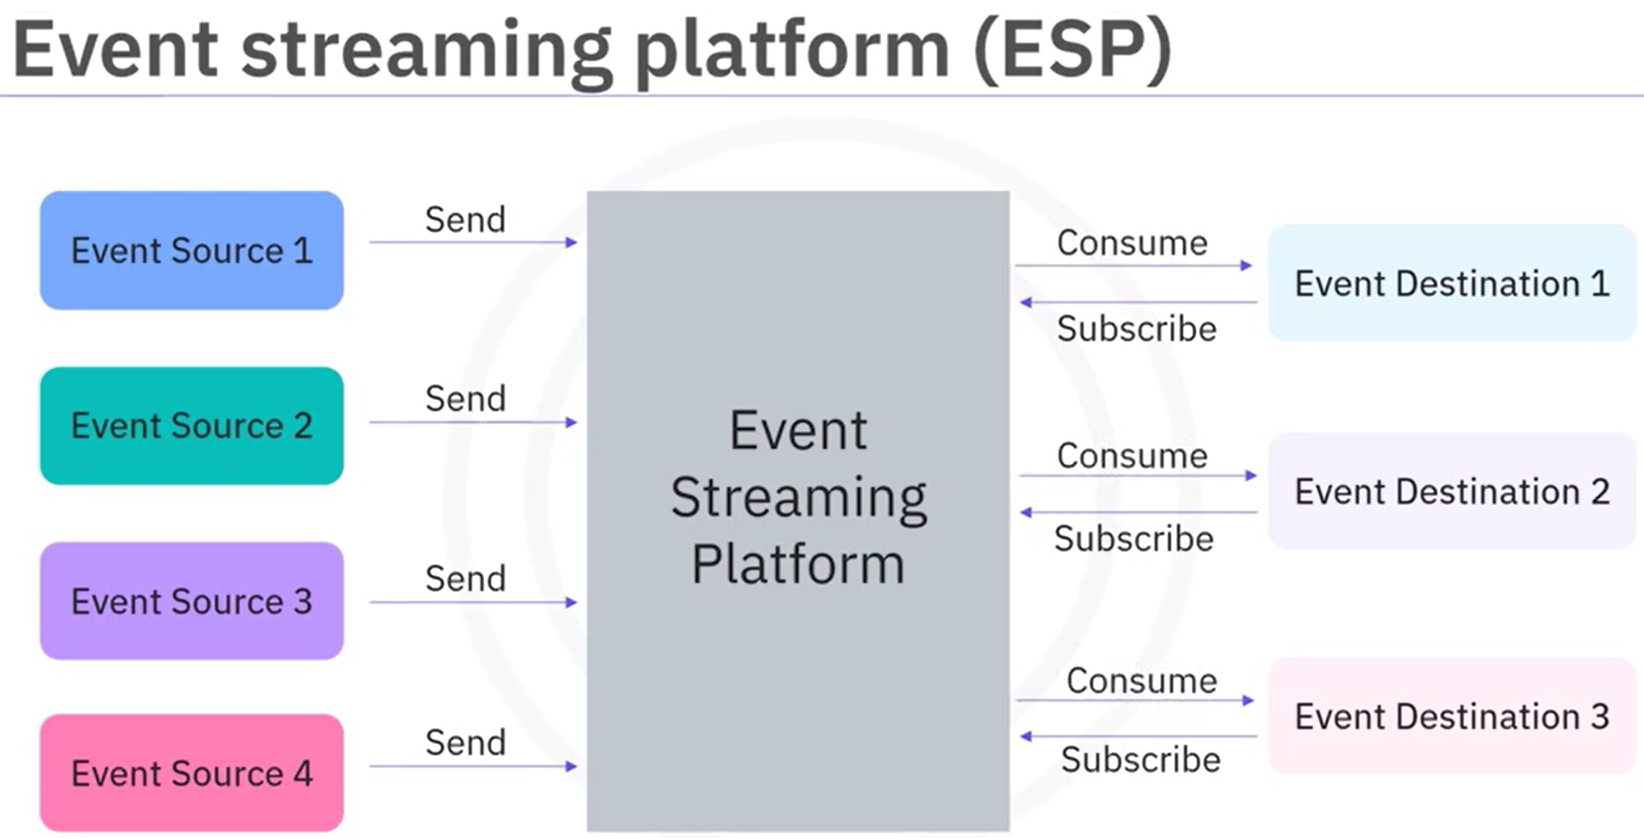 Event streaming platform (ESP)
Event Source 1
Send
Event Source 2
Send
Event Source 3
Send
Event Source 4
Send
Event
Streaming
Platform
Consume
Subscribe
Event Destination 1
Consume
Subscribe
Event Destination 2
Consume
Subscribe
Event Destination 3